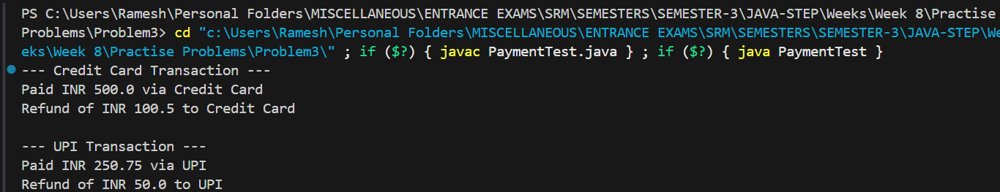 PS C:\Users\Ramesh\Personal Folders\MISCELLANEOUS\ENTRANCE EXAMS\SRM\SEMESTERS\SEMESTER-3\JAVA-STEP\Weeks\Week 8\Practise
Problems\Problem3> cd "c:\Users\Ramesh\Personal Folders\MISCELLANEOUS\ENTRANCE EXAMS\SRM\SEMESTERS\SEMESTER-3\JAVA-STEP\We
eks\Week 8\Practise Problems\Problem3\" ; if ($?) { javac PaymentTest.java } ; if ($?) { java PaymentTest }
--- Credit Card Transaction ---
Paid INR 500.0 via Credit Card
Refund of INR 100.5 to Credit Card
--- UPI Transaction ---
Paid INR 250.75 via UPI
Refund of INR 50.0 to UPI